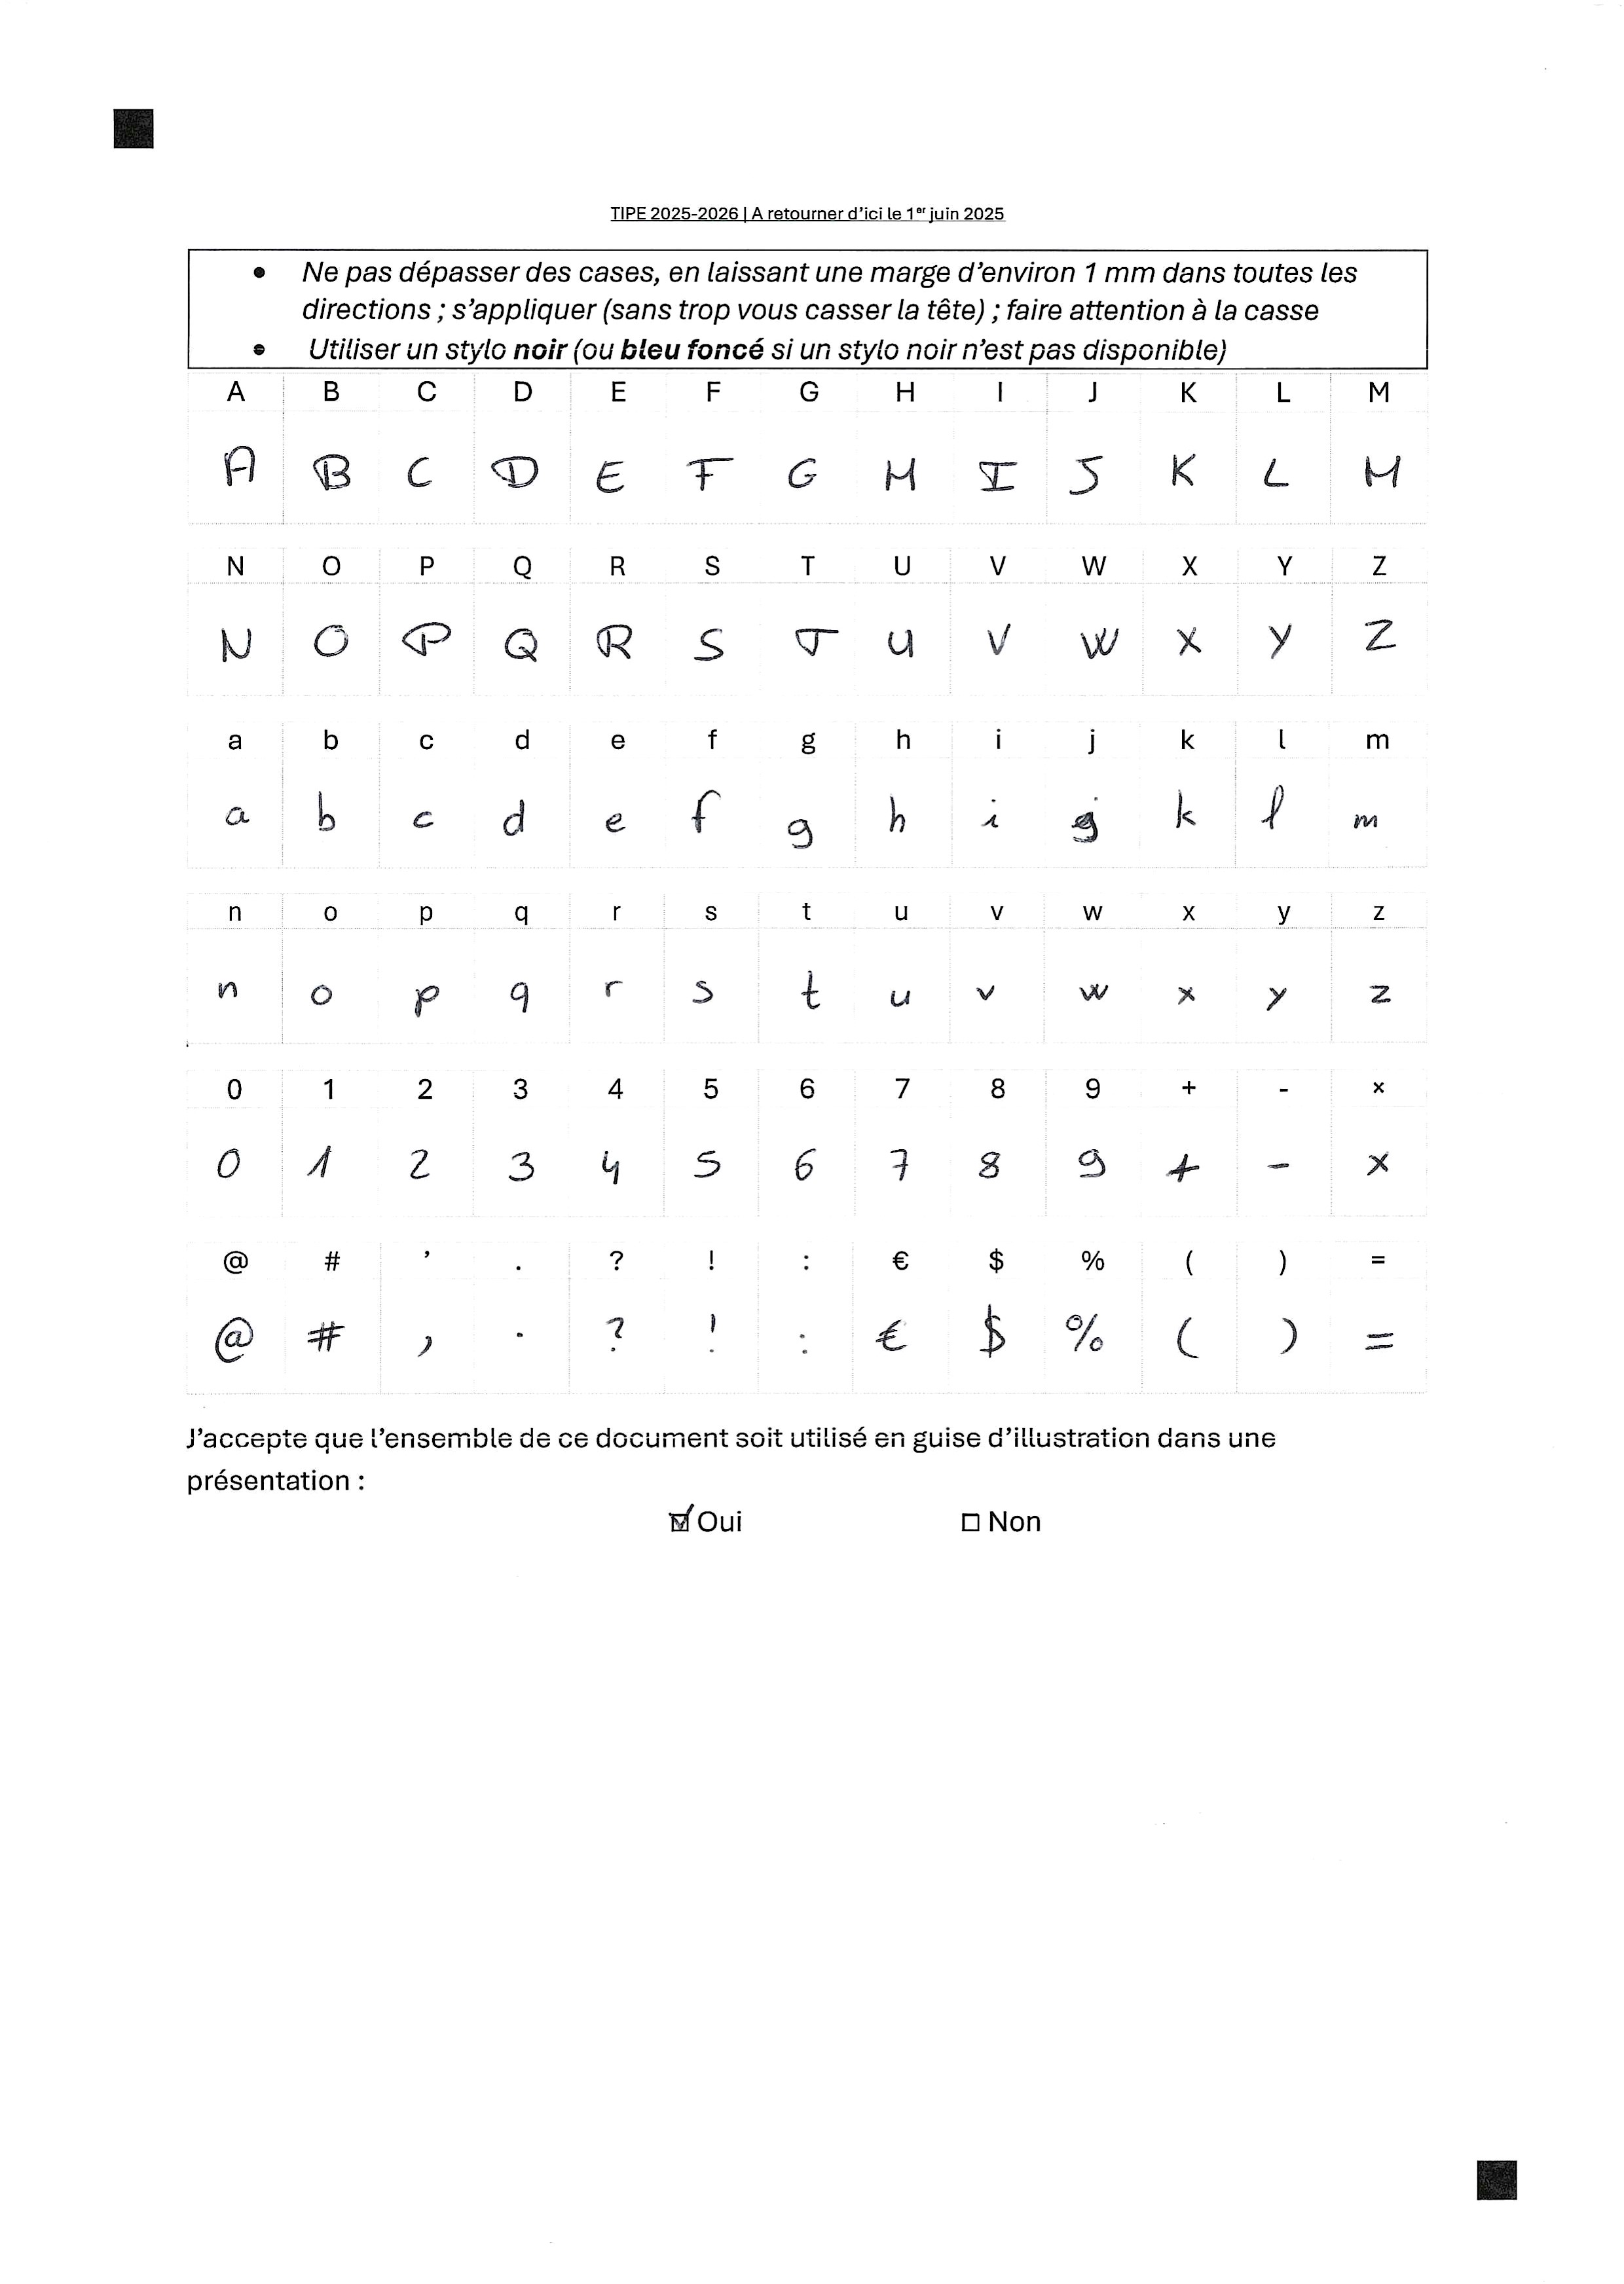 TIPE 2025-2026 | A retourner d'ici le 1er juin 2025
• Ne pas dépasser des cases, en laissant une marge d'environ 1 mm dans toutes les
directions ; s'appliquer (sans trop vous casser la tête) ; faire attention à la casse
• Utiliser un stylo noir (ou bleu foncé si un stylo noir n'est pas disponible)
A B C D E F G H I J K L M
A B C D E F G H I J K L M
N O P Q R S T U V W X Y Z
N O P Q R S T U V W X Y Z
a b c d e f g h i j k l m
a b c d e f g h i j k l m
n o p q r s t u v w x y z
n o p q r s t u v w x y z
0 1 2 3 4 5 6 7 8 9 + - ×
0 1 2 3 4 5 6 7 8 9 + - ×
@ # ’ . ? ! : € $ % ( ) =
@ # , . ? ! : € $ % ( ) =
J'accepte que l'ensemble de ce document soit utilisé en guise d'illustration dans une
présentation :
☑ Oui ☐ Non